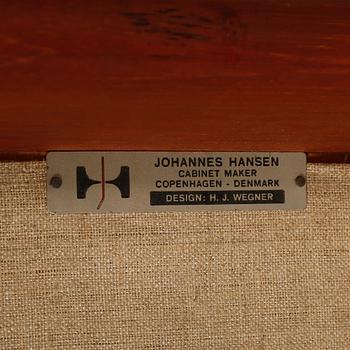 JOHANNES HANSEN
CABINET MAKER
COPENHAGEN - DENMARK
DESIGN: H. J. WEGNER